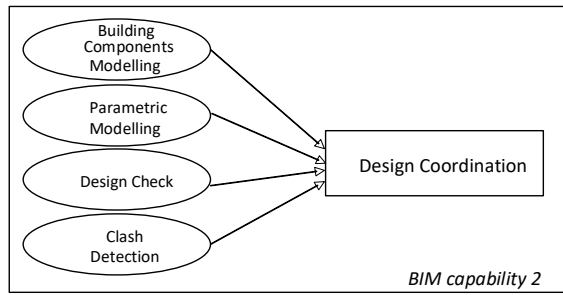 Building
Components
Modelling
Parametric
Modelling
Design Check
Clash
Detection
Design Coordination
BIM capability 2